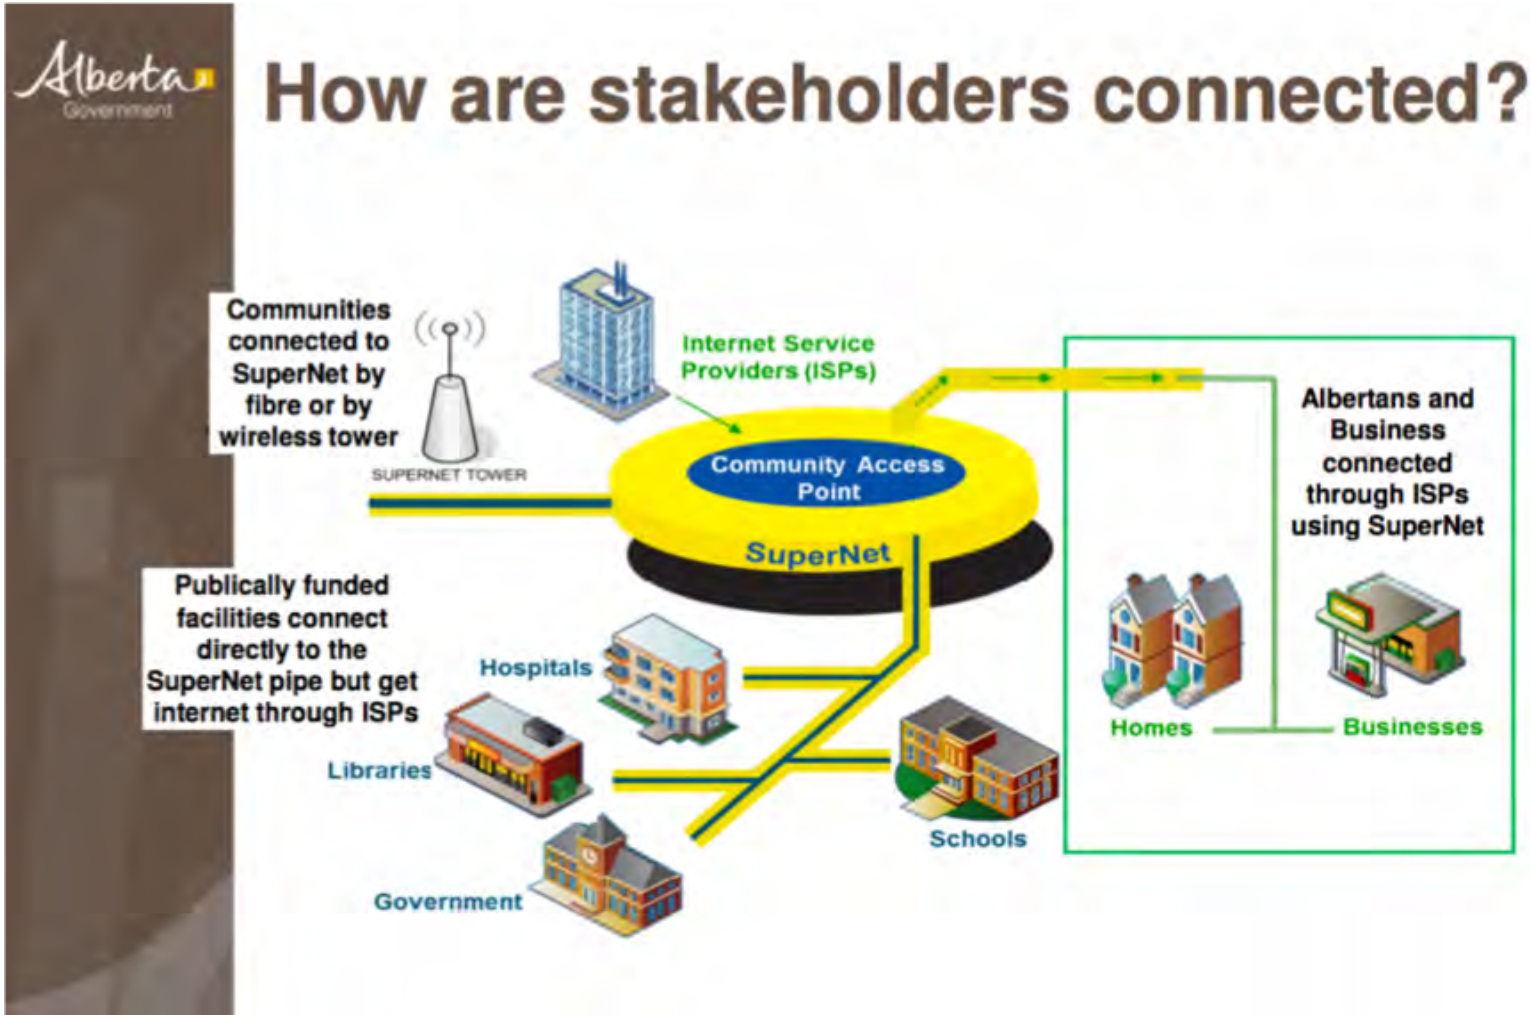 Alberta
Government
How are stakeholders connected?
Communities
connected to
SuperNet by
fibre or by
wireless tower
SUPERNET TOWER
Internet Service
Providers (ISPs)
Community Access
Point
SuperNet
Albertans and
Business
connected
through ISPs
using SuperNet
Publically funded
facilities connect
directly to the
SuperNet pipe but get
internet through ISPs
Hospitals
Libraries
Government
Schools
Homes
Businesses